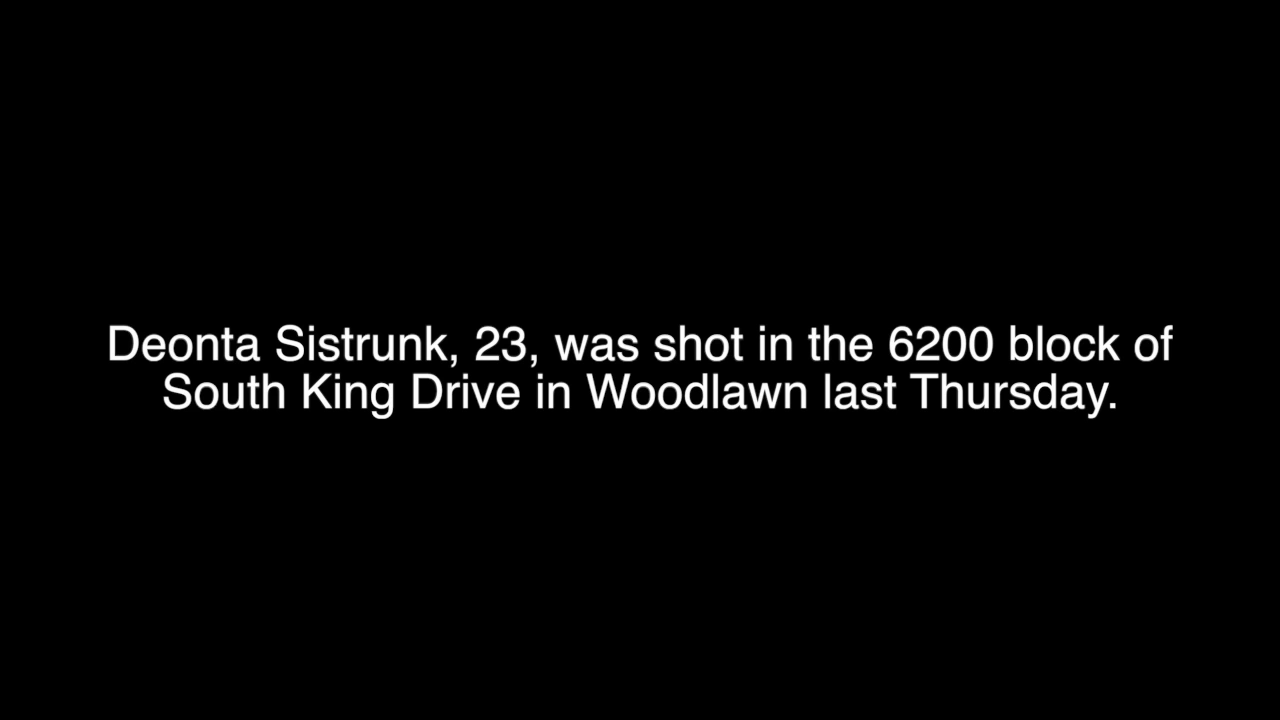 Deonta Sistrunk, 23, was shot in the 6200 block of
South King Drive in Woodlawn last Thursday.